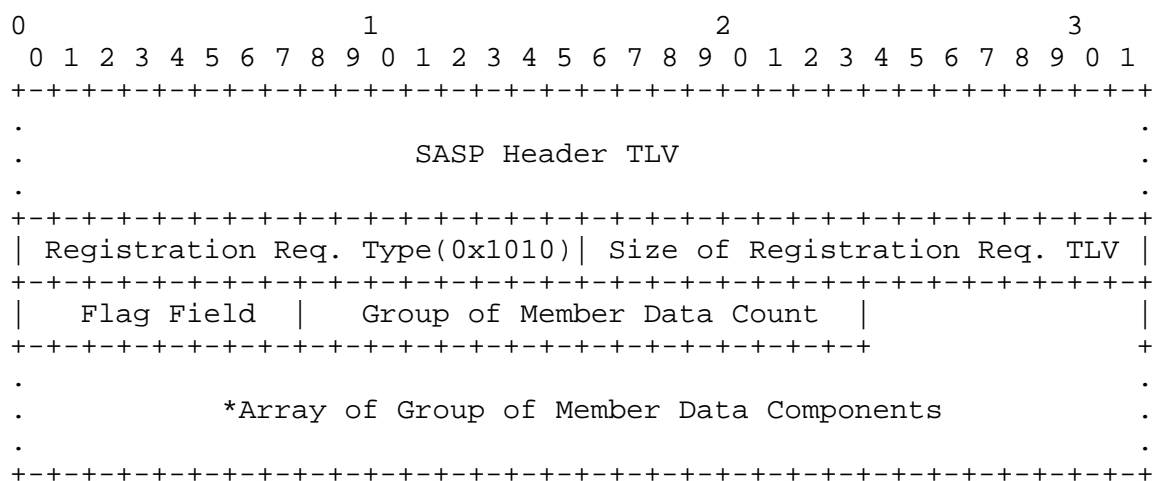 0                   1                   2                   3
 0 1 2 3 4 5 6 7 8 9 0 1 2 3 4 5 6 7 8 9 0 1 2 3 4 5 6 7 8 9 0 1
+-+-+-+-+-+-+-+-+-+-+-+-+-+-+-+-+-+-+-+-+-+-+-+-+-+-+-+-+-+-+-+-+
.                                                               .
.                      SASP Header TLV                          .
.                                                               .
+-+-+-+-+-+-+-+-+-+-+-+-+-+-+-+-+-+-+-+-+-+-+-+-+-+-+-+-+-+-+-+-+
| Registration Req. Type(0x1010)| Size of Registration Req. TLV |
+-+-+-+-+-+-+-+-+-+-+-+-+-+-+-+-+-+-+-+-+-+-+-+-+-+-+-+-+-+-+-+-+
|   Flag Field  |   Group of Member Data Count  |               |
+-+-+-+-+-+-+-+-+-+-+-+-+-+-+-+-+-+-+-+-+-+-+-+-+               +
.                                                               .
.           *Array of Group of Member Data Components           .
.                                                               .
+-+-+-+-+-+-+-+-+-+-+-+-+-+-+-+-+-+-+-+-+-+-+-+-+-+-+-+-+-+-+-+-+